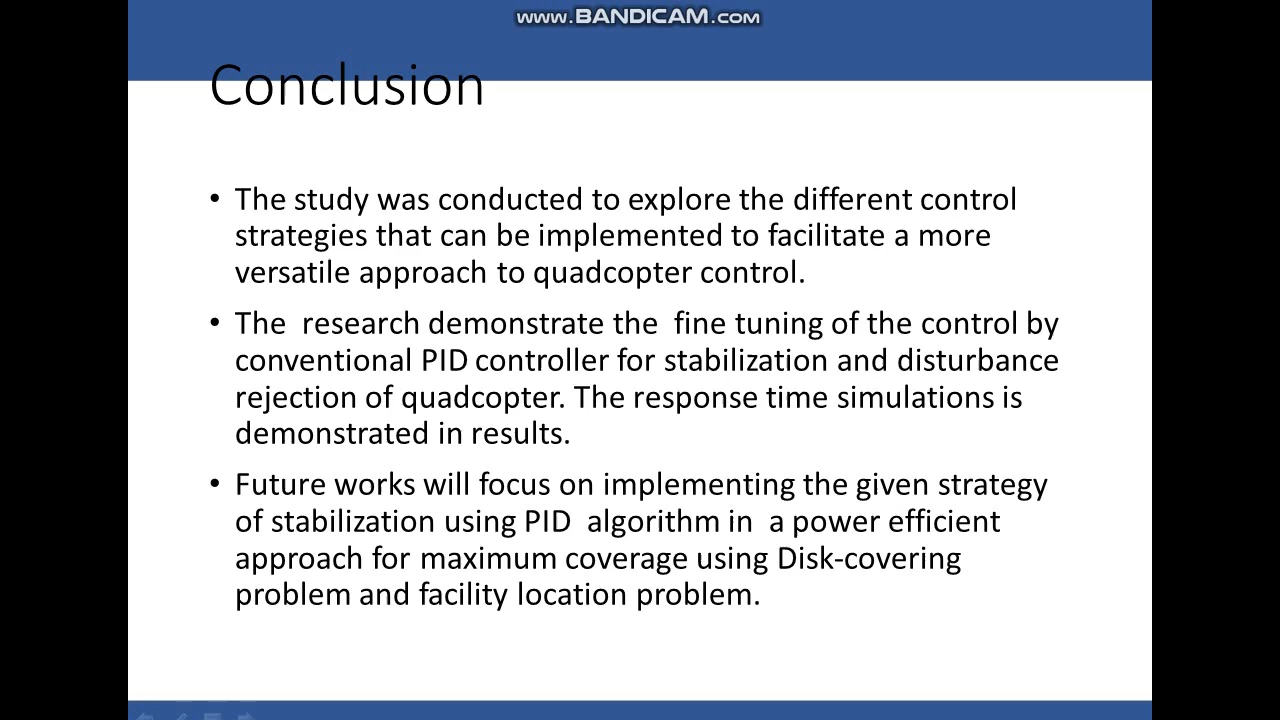 www.BANDICAM.com
Conclusion
• The study was conducted to explore the different control
strategies that can be implemented to facilitate a more
versatile approach to quadcopter control.
• The  research demonstrate the  fine tuning of the control by
conventional PID controller for stabilization and disturbance
rejection of quadcopter. The response time simulations is
demonstrated in results.
• Future works will focus on implementing the given strategy
of stabilization using PID  algorithm in  a power efficient
approach for maximum coverage using Disk-covering
problem and facility location problem.